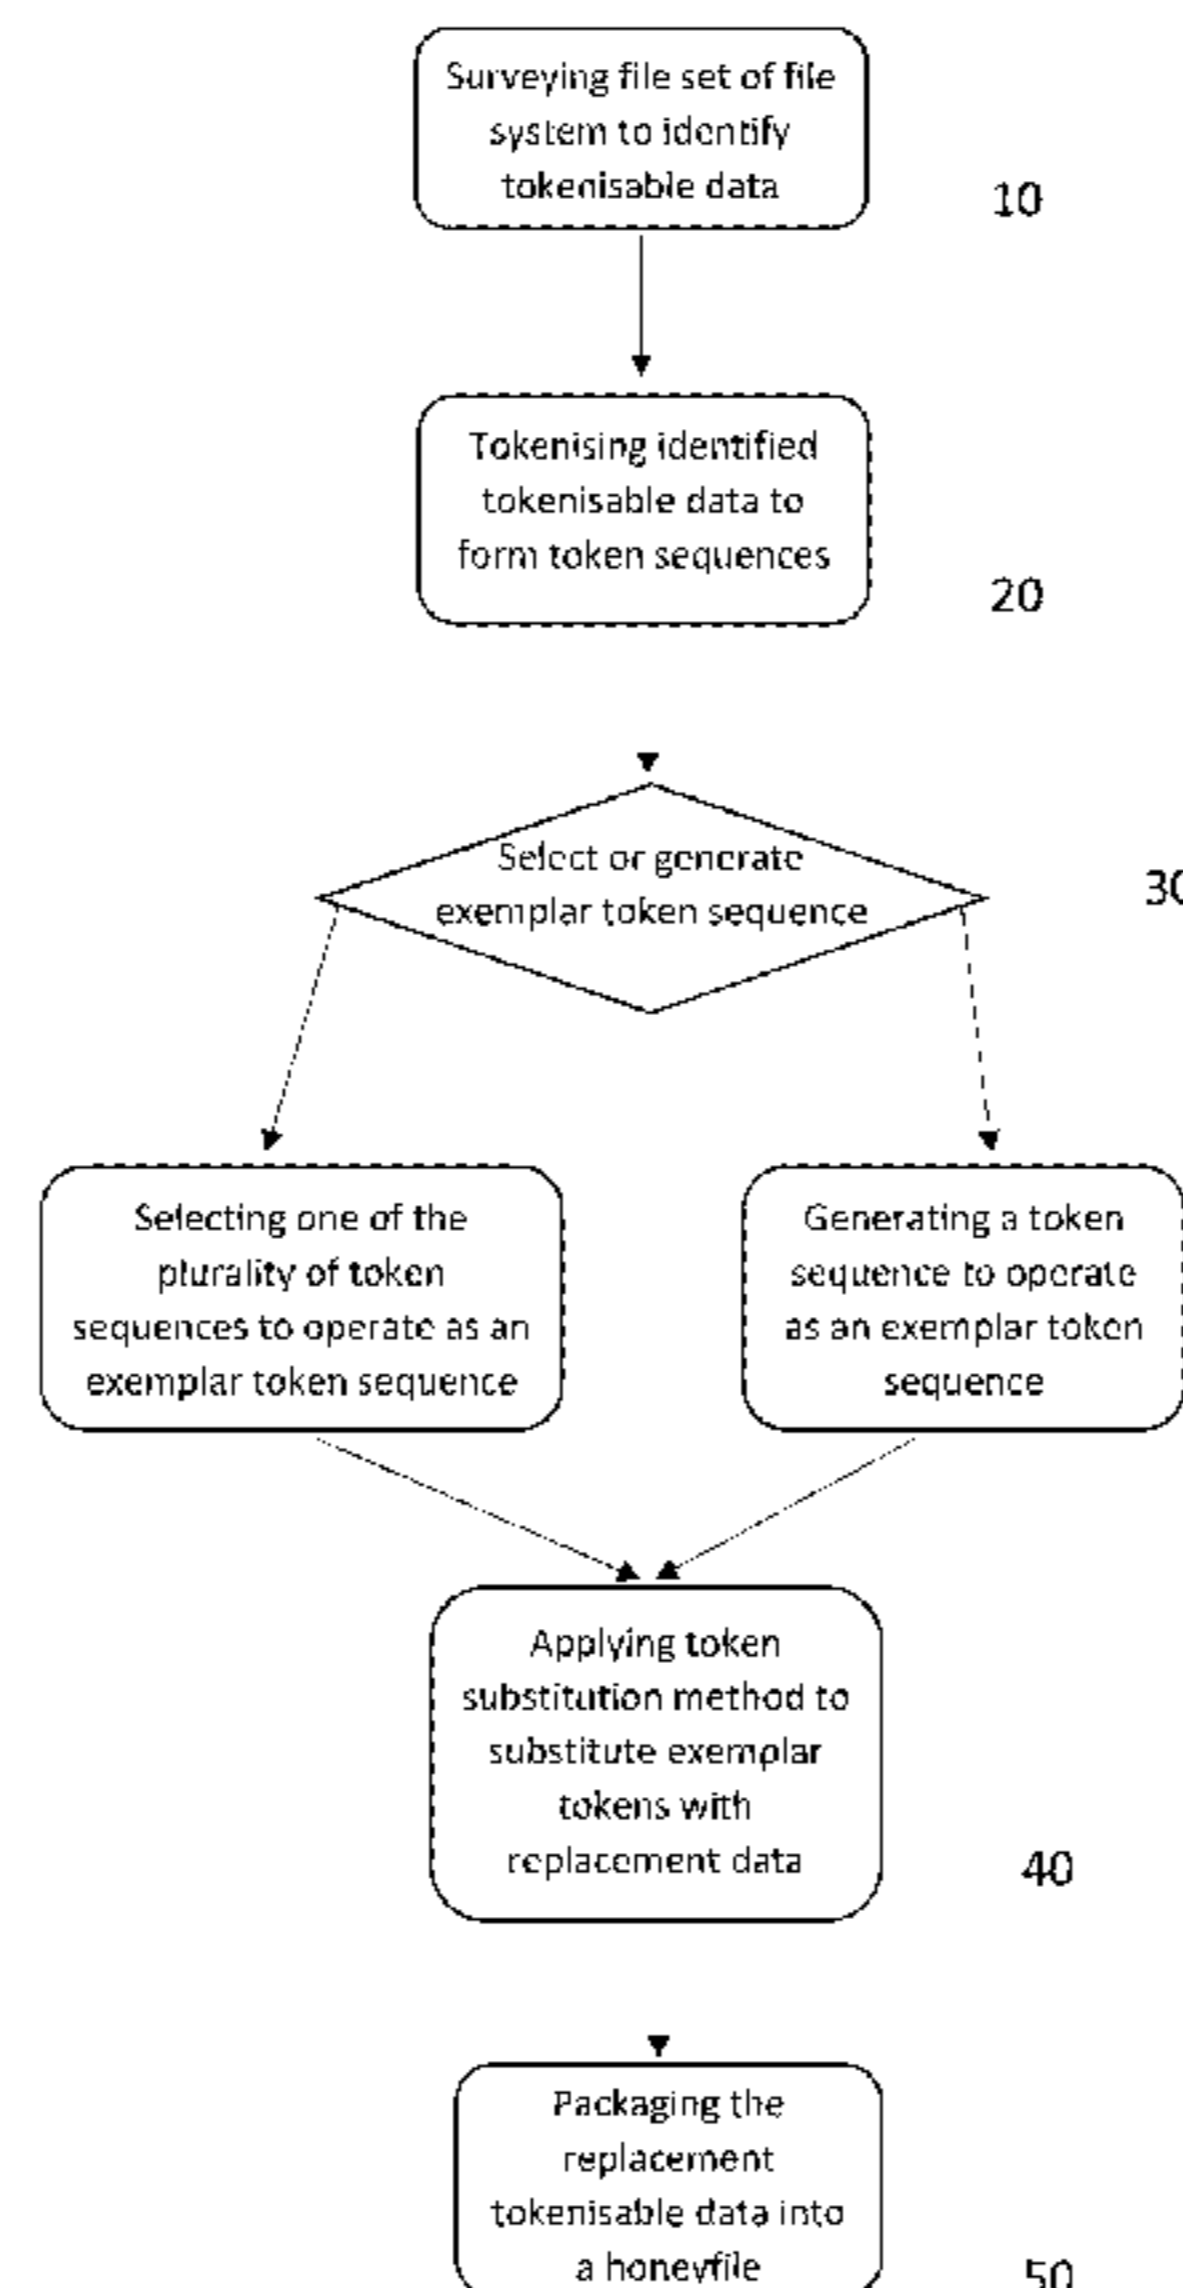 Surveying file set of file
system to identify
tokenisable data
10
Tokenising identified
tokenisable data to
form token sequences
20
Select or generate
exemplar token sequence
30
Selecting one of the
plurality of token
sequences to operate as an
exemplar token sequence
Generating a token
sequence to operate
as an exemplar token
sequence
Applying token
substitution method to
substitute exemplar
tokens with
replacement data
40
Packaging the
replacement
tokenisable data into
a honeyfile
50